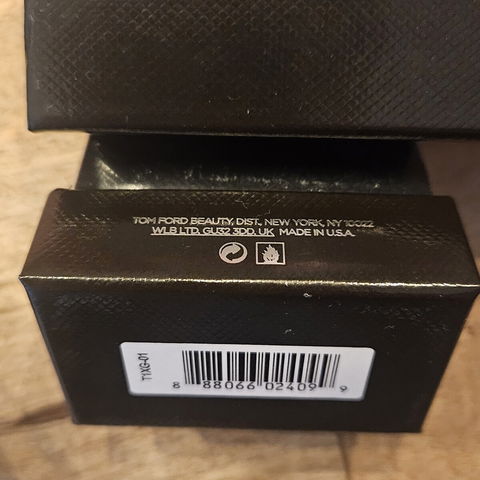 TOM FORD BEAUTY, DIST., NEW YORK, NY 10022
WLB LTD, GU32 3DD, UK MADE IN U.S.A.
T1XG-01
8 88066 02409 9